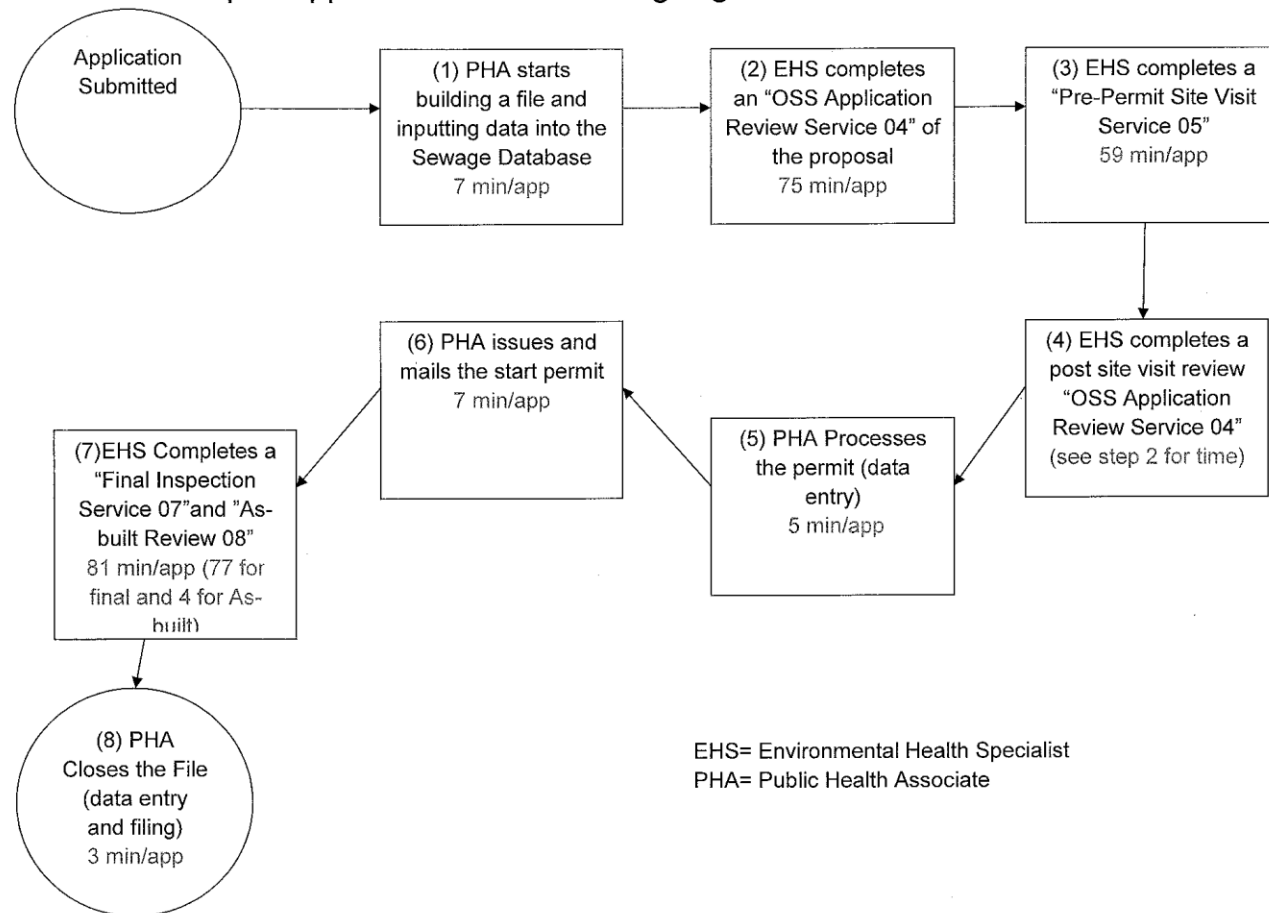 Application
Submitted
(1) PHA starts
building a file and
inputting data into the
Sewage Database
7 min/app
(2) EHS completes
an “OSS Application
Review Service 04” of
the proposal
75 min/app
(3) EHS completes a
“Pre-Permit Site Visit
Service 05”
59 min/app
(4) EHS completes a
post site visit review
“OSS Application
Review Service 04”
(see step 2 for time)
(5) PHA Processes
the permit (data
entry)
5 min/app
(6) PHA issues and
mails the start permit
7 min/app
(7)EHS Completes a
“Final Inspection
Service 07”and ”As-
built Review 08”
81 min/app (77 for
final and 4 for As-
built)
(8) PHA
Closes the File
(data entry
and filing)
3 min/app
EHS= Environmental Health Specialist
PHA= Public Health Associate